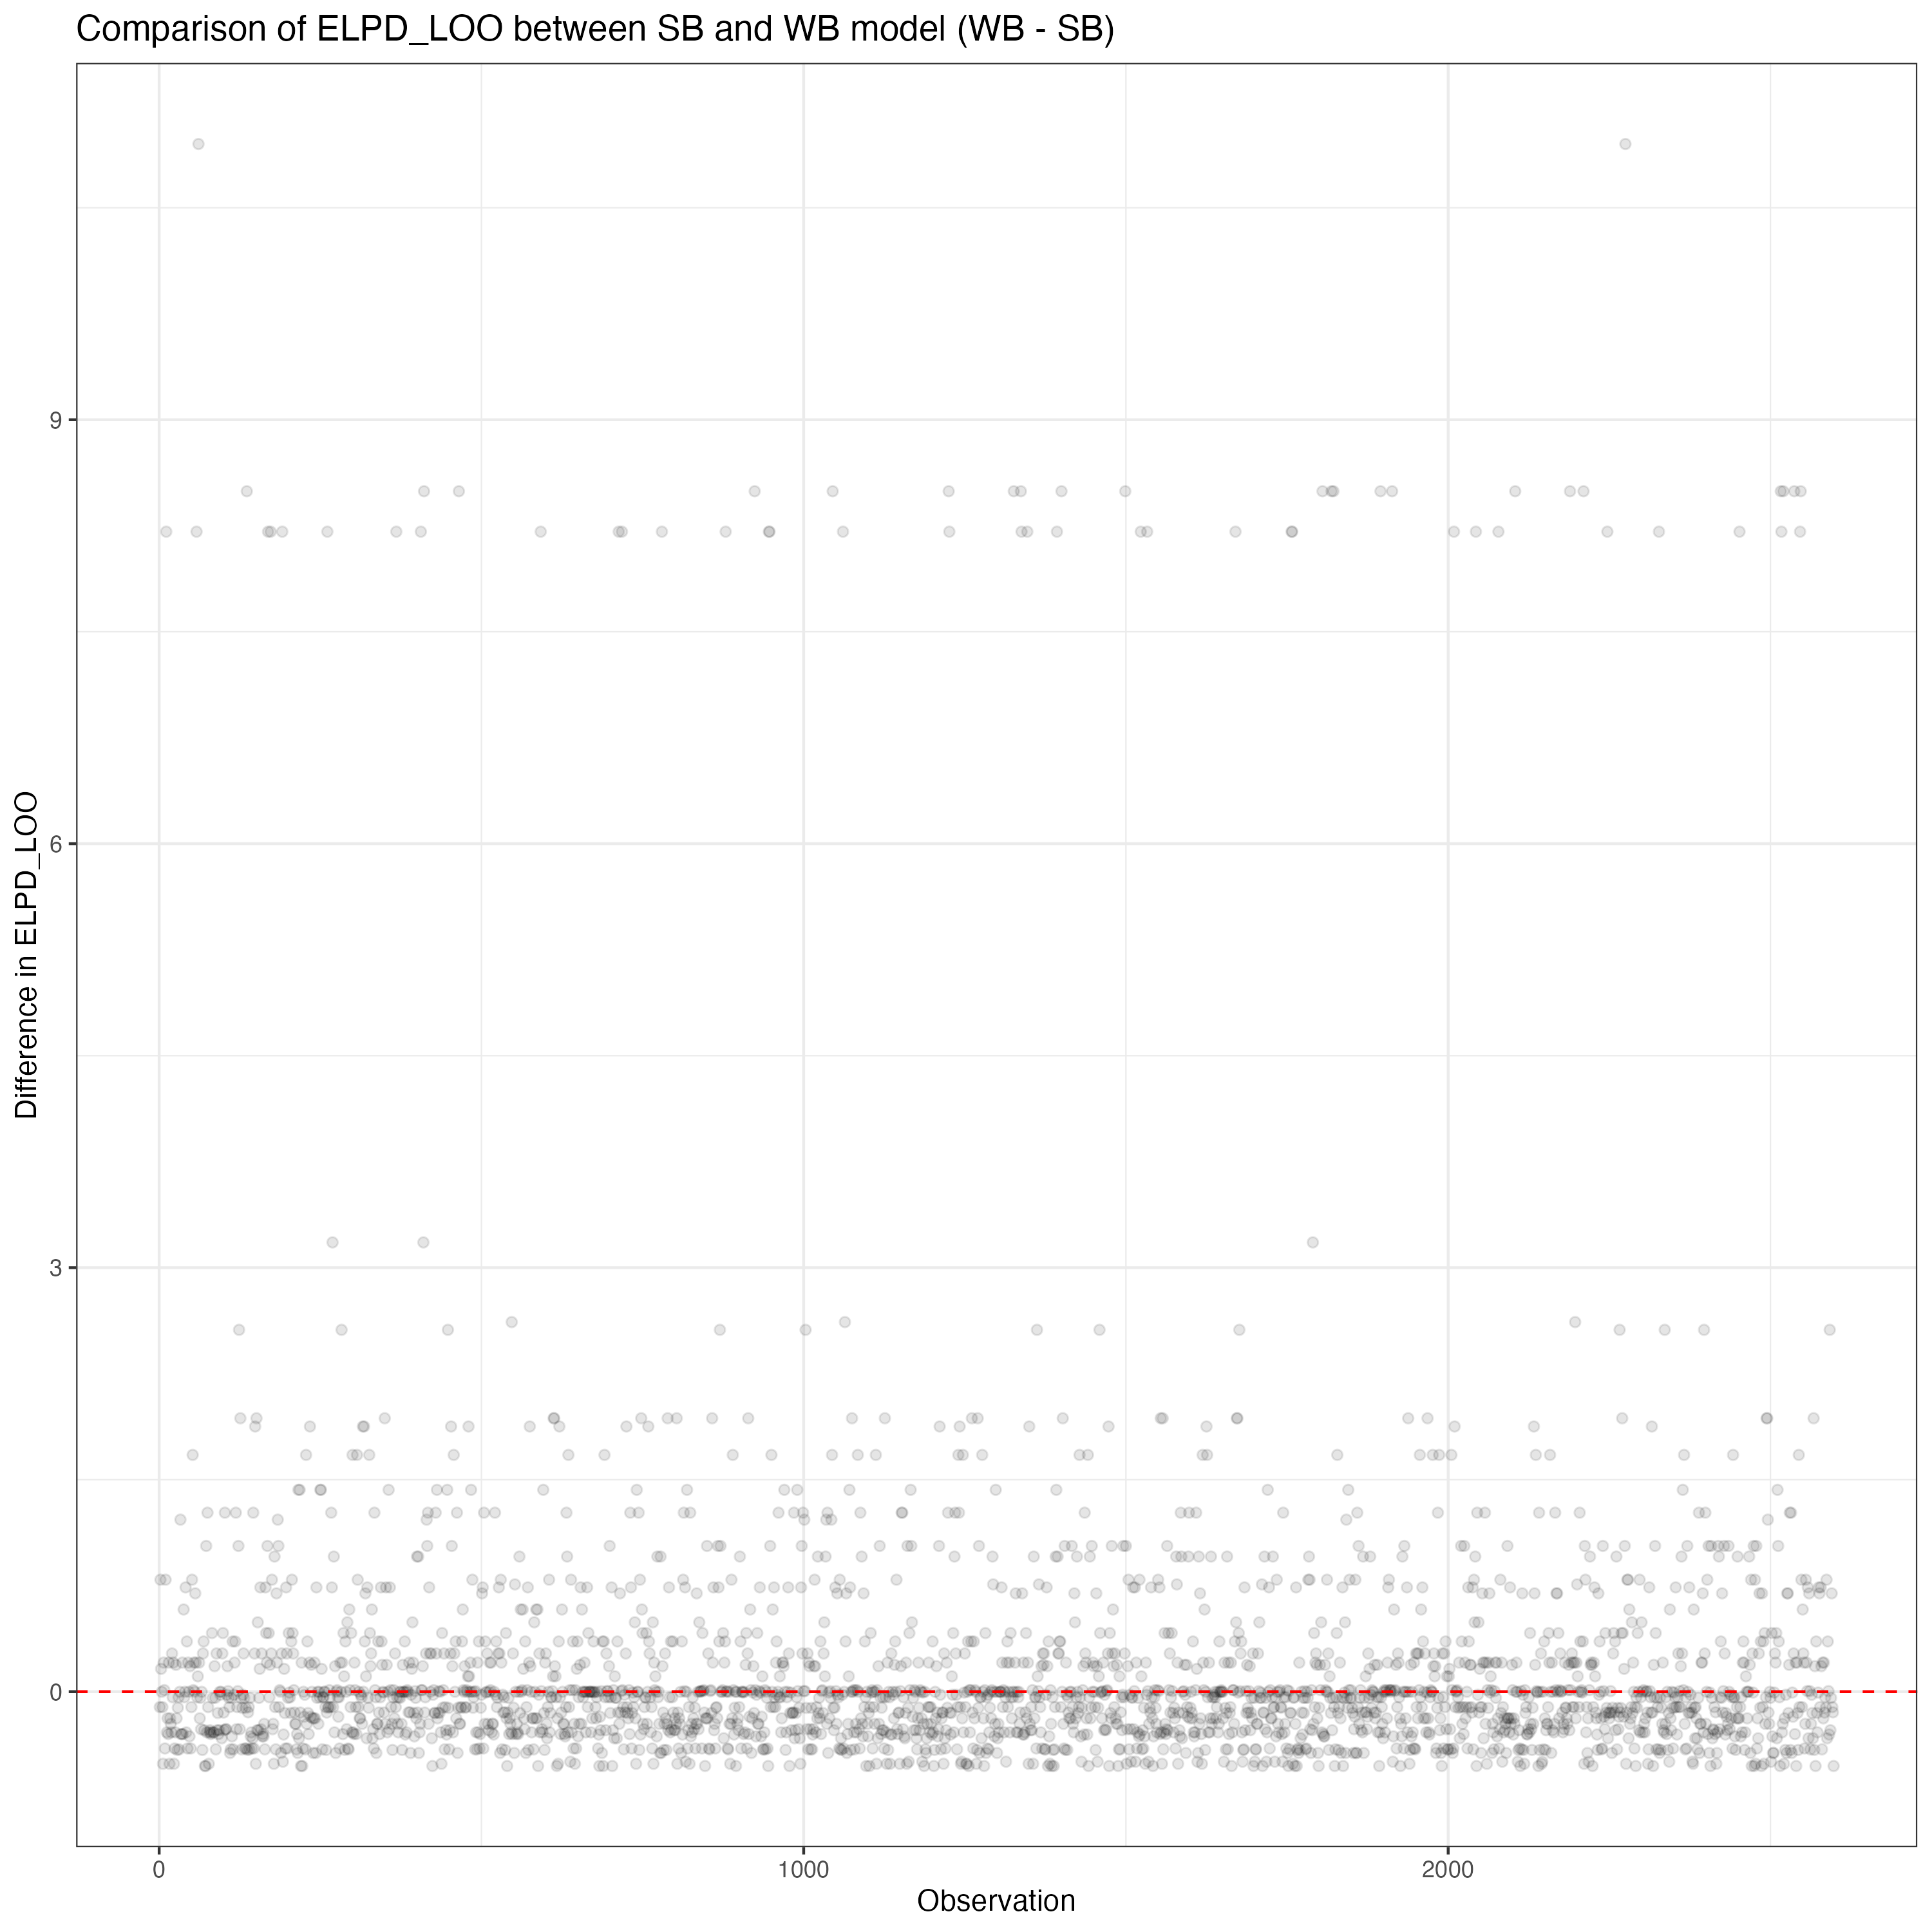 Comparison of ELPD_LOO between SB and WB model (WB - SB)
Difference in ELPD_LOO
9
6
3
0
0 1000 2000
Observation